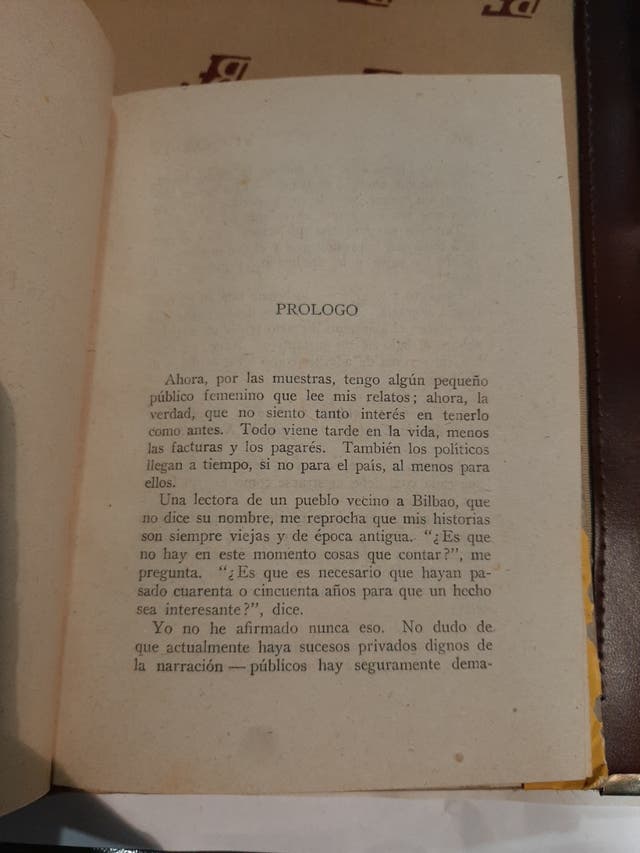 PROLOGO
Ahora, por las muestras, tengo algún pequeño
público femenino que lee mis relatos; ahora, la
verdad, que no siento tanto interés en tenerlo
como antes. Todo viene tarde en la vida, menos
las facturas y los pagarés. También los políticos
llegan a tiempo, si no para el país, al menos para
ellos.
Una lectora de un pueblo vecino a Bilbao, que
no dice su nombre, me reprocha que mis historias
son siempre viejas y de época antigua. "¿Es que
no hay en este momento cosas que contar?", me
pregunta. "¿Es que es necesario que hayan pa-
sado cuarenta o cincuenta años para que un hecho
sea interesante?", dice.
Yo no he afirmado nunca eso. No dudo de
que actualmente haya sucesos privados dignos de
la narración — públicos hay seguramente dema-